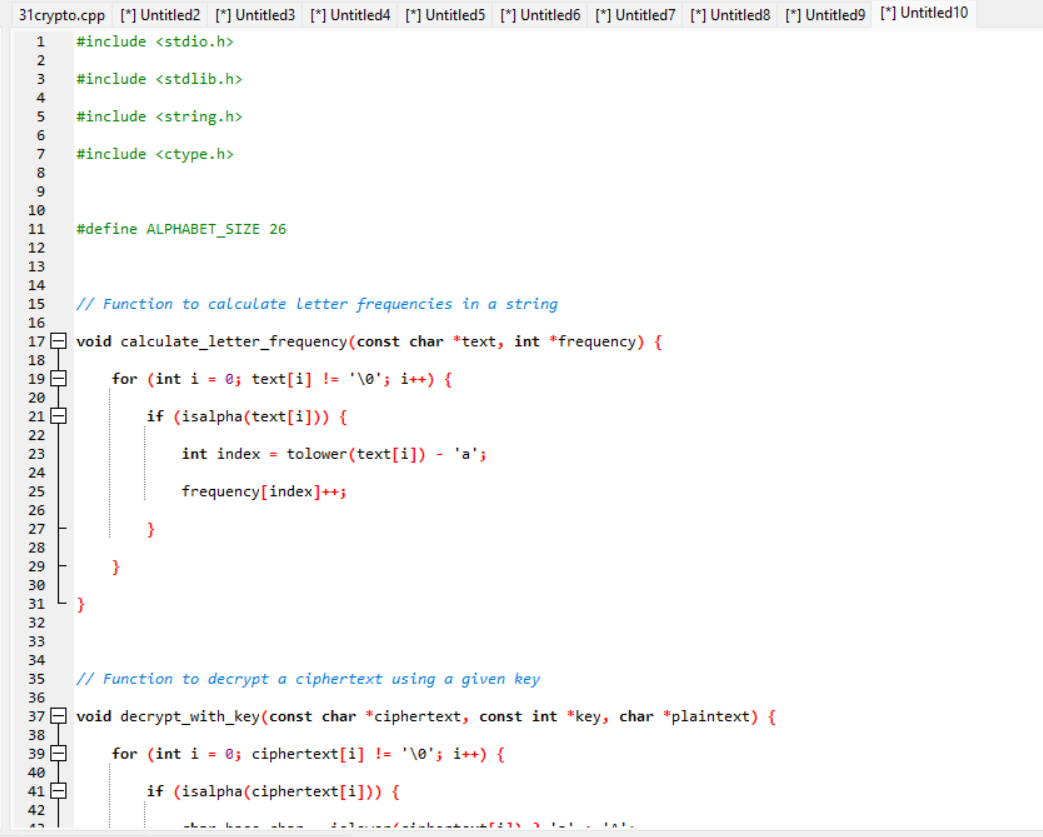 31crypto.cpp [*] Untitled2 [*] Untitled3 [*] Untitled4 [*] Untitled5 [*] Untitled6 [*] Untitled7 [*] Untitled8 [*] Untitled9 [*] Untitled10
1 #include <stdio.h>
2
3 #include <stdlib.h>
4
5 #include <string.h>
6
7 #include <ctype.h>
8
9
10
11 #define ALPHABET_SIZE 26
12
13
14
15 // Function to calculate letter frequencies in a string
16
17 void calculate_letter_frequency(const char *text, int *frequency) {
18
19     for (int i = 0; text[i] != '\0'; i++) {
20
21         if (isalpha(text[i])) {
22
23             int index = tolower(text[i]) - 'a';
24
25             frequency[index]++;
26
27         }
28
29     }
30
31 }
32
33
34
35 // Function to decrypt a ciphertext using a given key
36
37 void decrypt_with_key(const char *ciphertext, const int *key, char *plaintext) {
38
39     for (int i = 0; ciphertext[i] != '\0'; i++) {
40
41         if (isalpha(ciphertext[i])) {
42